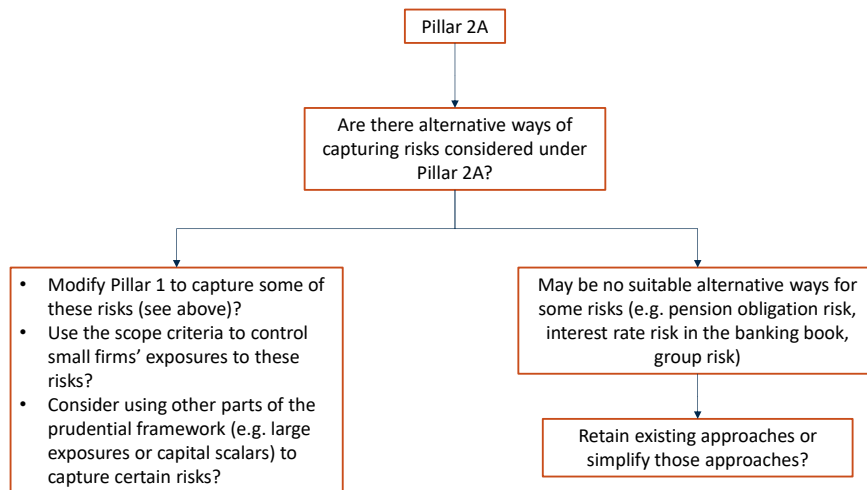 Pillar 2A
Are there alternative ways of
capturing risks considered under
Pillar 2A?
• Modify Pillar 1 to capture some of
these risks (see above)?
• Use the scope criteria to control
small firms’ exposures to these
risks?
• Consider using other parts of the
prudential framework (e.g. large
exposures or capital scalars) to
capture certain risks?
May be no suitable alternative ways for
some risks (e.g. pension obligation risk,
interest rate risk in the banking book,
group risk)
Retain existing approaches or
simplify those approaches?